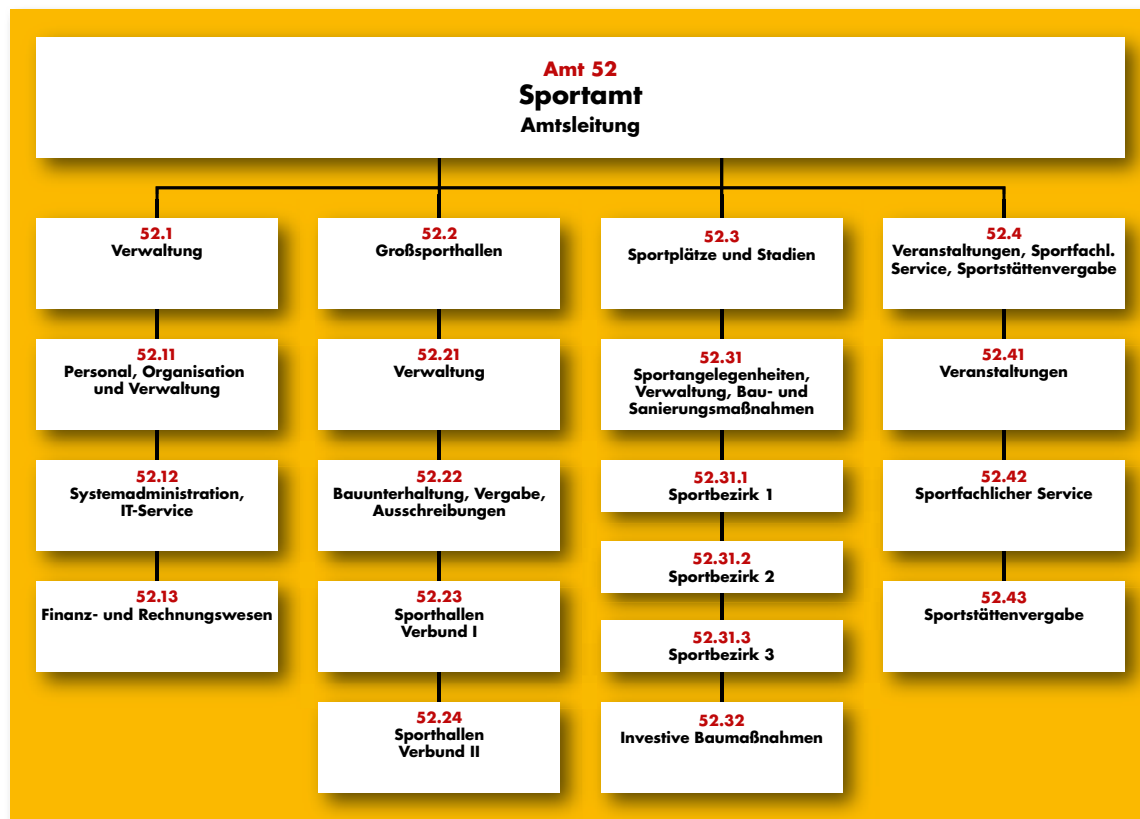 Amt 52
Sportamt
Amtsleitung
52.1
Verwaltung
52.11
Personal, Organisation
und Verwaltung
52.12
Systemadministration,
IT-Service
52.13
Finanz- und Rechnungswesen
52.2
Großsporthallen
52.21
Verwaltung
52.22
Bauunterhaltung, Vergabe,
Ausschreibungen
52.23
Sporthallen
Verbund I
52.24
Sporthallen
Verbund II
52.3
Sportplätze und Stadien
52.31
Sportangelegenheiten,
Verwaltung, Bau- und
Sanierungsmaßnahmen
52.31.1
Sportbezirk 1
52.31.2
Sportbezirk 2
52.31.3
Sportbezirk 3
52.32
Investive Baumaßnahmen
52.4
Veranstaltungen, Sportfachl.
Service, Sportstättenvergabe
52.41
Veranstaltungen
52.42
Sportfachlicher Service
52.43
Sportstättenvergabe